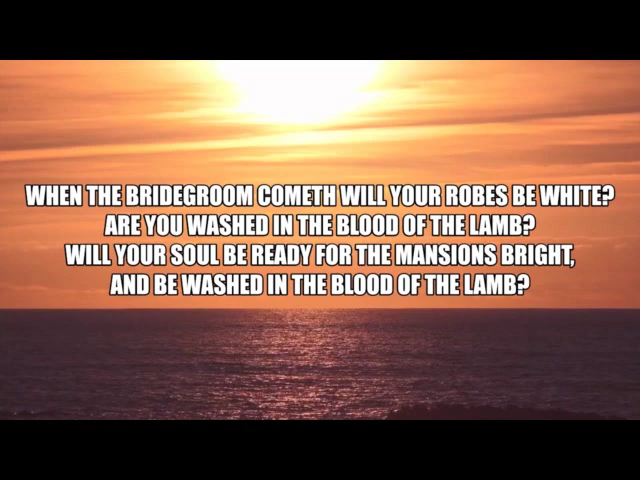 WHEN THE BRIDEGROOM COMETH WILL YOUR ROBES BE WHITE?
ARE YOU WASHED IN THE BLOOD OF THE LAMB?
WILL YOUR SOUL BE READY FOR THE MANSIONS BRIGHT,
AND BE WASHED IN THE BLOOD OF THE LAMB?